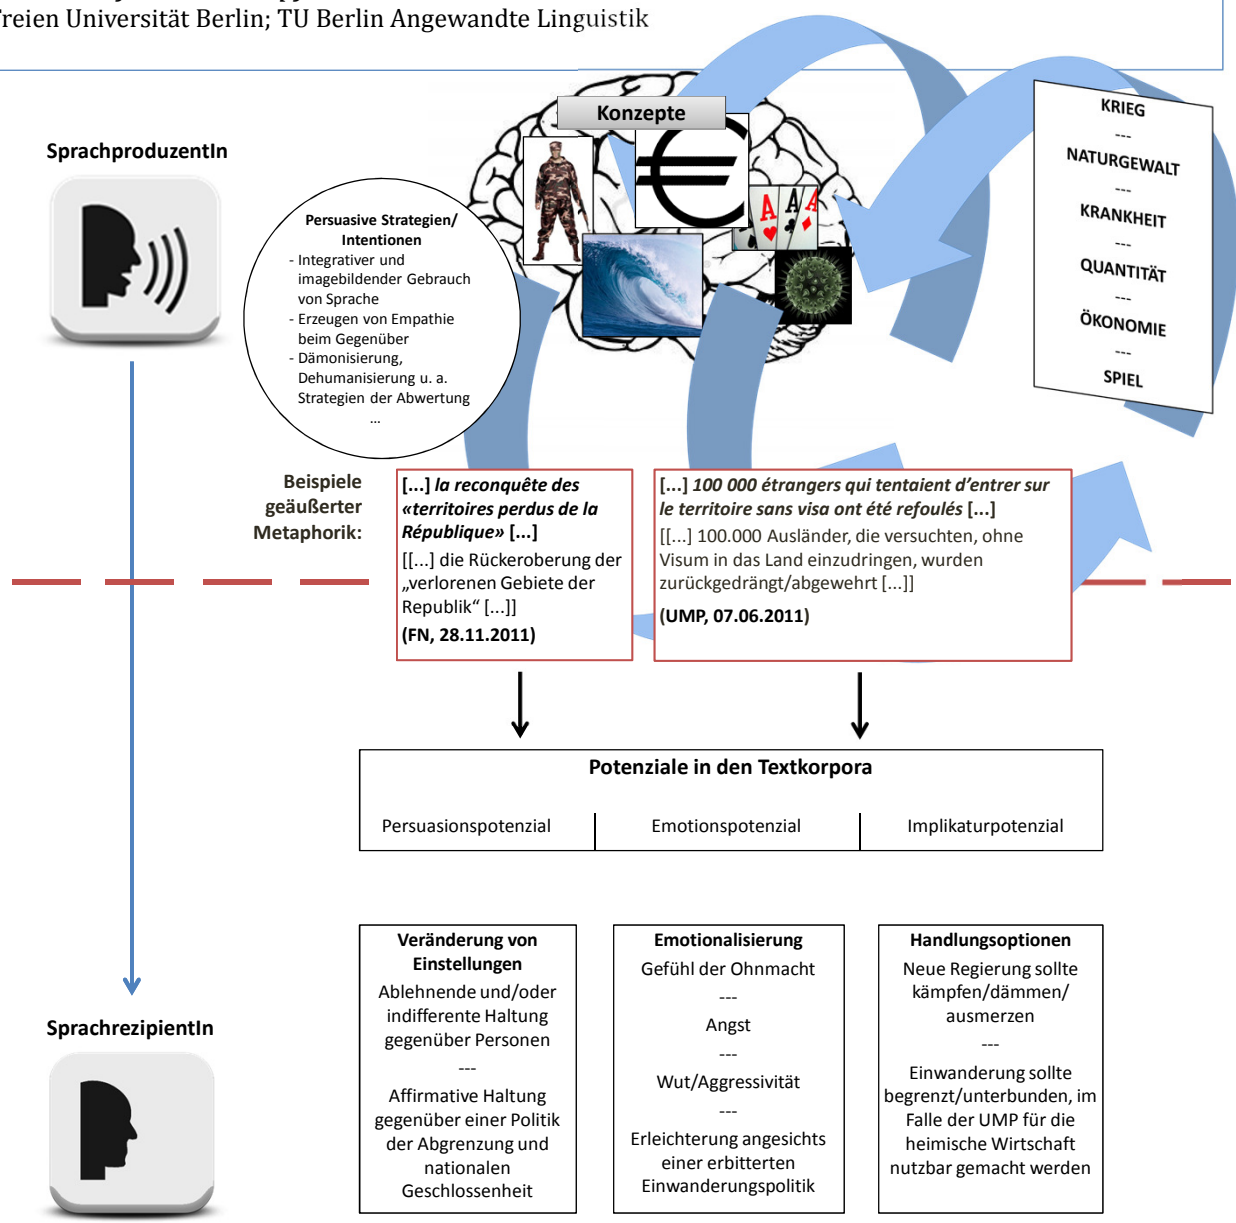 Freien Universität Berlin; TU Berlin Angewandte Linguistik
Konzepte
SprachproduzentIn
Persuasive Strategien/
Intentionen
- Integrativer und
imagebildender Gebrauch
von Sprache
- Erzeugen von Empathie
beim Gegenüber
- Dämonisierung,
Dehumanisierung u. a.
Strategien der Abwertung
...
A A A
KRIEG
---
NATURGEWALT
---
KRANKHEIT
---
QUANTITÄT
---
ÖKONOMIE
---
SPIEL
Beispiele
geäußerter
Metaphorik:
[...] la reconquête des
«territoires perdus de la
République» [...]
[[...] die Rückeroberung der
„verlorenen Gebiete der
Republik“ [...]]
(FN, 28.11.2011)
[...] 100 000 étrangers qui tentaient d’entrer sur
le territoire sans visa ont été refoulés [...]
[[...] 100.000 Ausländer, die versuchten, ohne
Visum in das Land einzudringen, wurden
zurückgedrängt/abgewehrt [...]]
(UMP, 07.06.2011)
Potenziale in den Textkorpora
Persuasionspotenzial
Emotionspotenzial
Implikaturpotenzial
SprachrezipientIn
Veränderung von
Einstellungen
Ablehnende und/oder
indifferente Haltung
gegenüber Personen
---
Affirmative Haltung
gegenüber einer Politik
der Abgrenzung und
nationalen
Geschlossenheit
Emotionalisierung
Gefühl der Ohnmacht
---
Angst
---
Wut/Aggressivität
---
Erleichterung angesichts
einer erbitterten
Einwanderungspolitik
Handlungsoptionen
Neue Regierung sollte
kämpfen/dämmen/
ausmerzen
---
Einwanderung sollte
begrenzt/unterbunden, im
Falle der UMP für die
heimische Wirtschaft
nutzbar gemacht werden